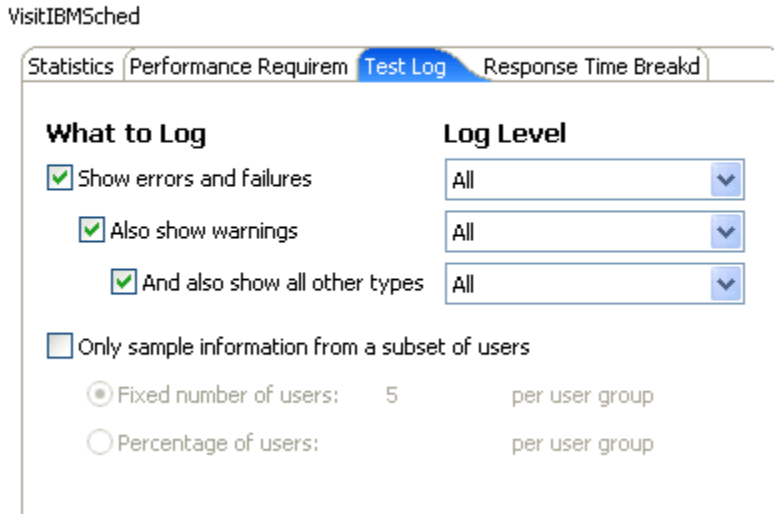 VisitIBMSched
Statistics Performance Requirem Test Log Response Time Breakd
What to Log Log Level
Show errors and failures All
Also show warnings All
And also show all other types All
Only sample information from a subset of users
Fixed number of users: 5 per user group
Percentage of users: per user group